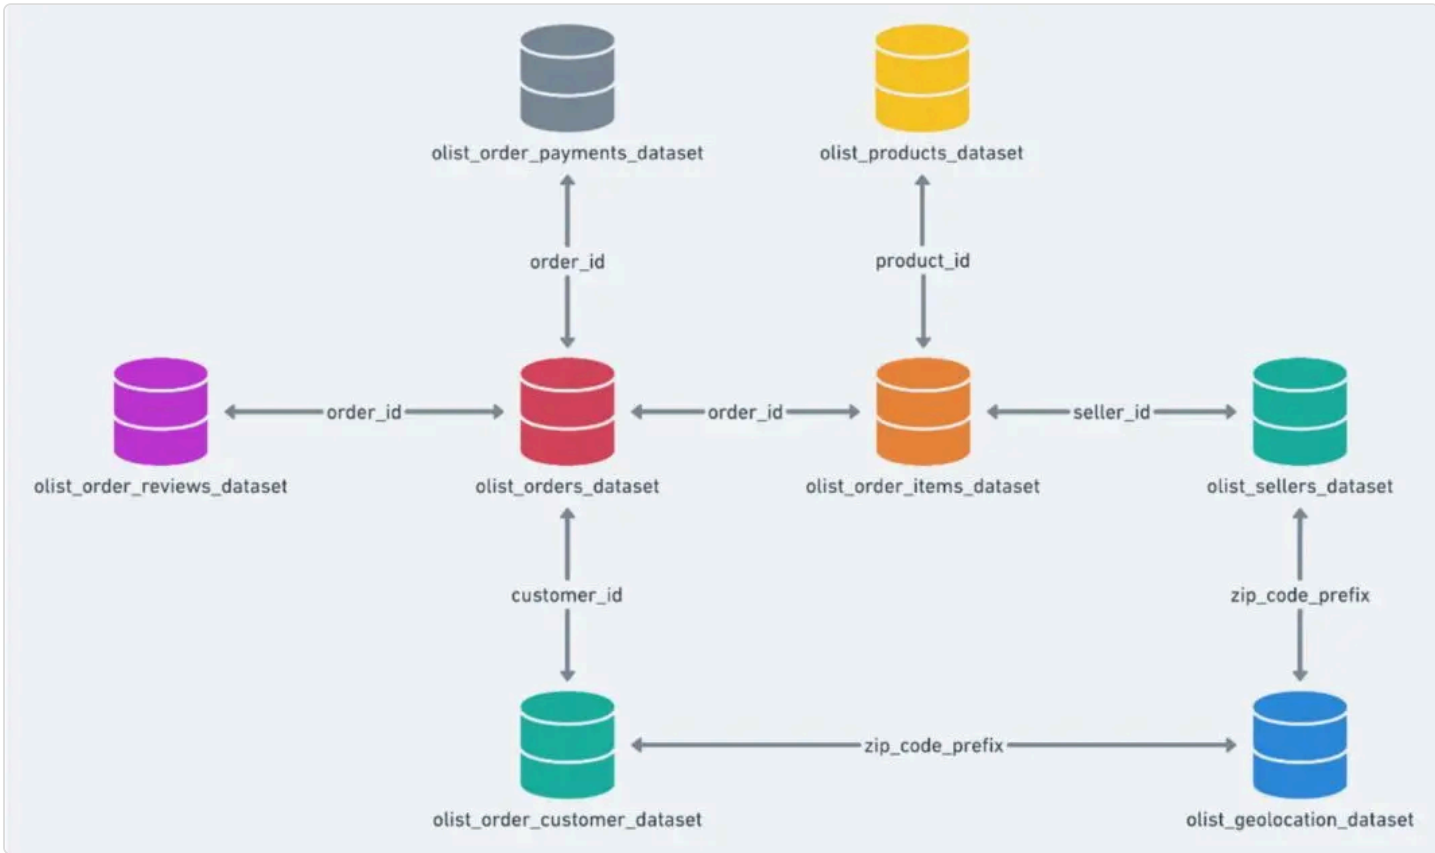 olist_order_payments_dataset
olist_products_dataset
order_id
product_id
order_id
order_id
seller_id
olist_order_reviews_dataset
olist_orders_dataset
olist_order_items_dataset
olist_sellers_dataset
customer_id
zip_code_prefix
zip_code_prefix
olist_order_customer_dataset
olist_geolocation_dataset